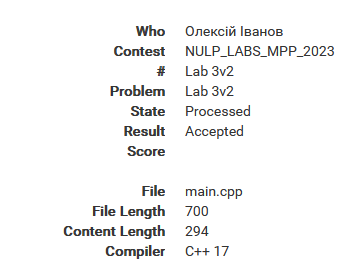 Who Олексій Іванов
Contest NULP_LABS_MPP_2023
# Lab 3v2
Problem Lab 3v2
State Processed
Result Accepted
Score
File main.cpp
File Length 700
Content Length 294
Compiler C++ 17